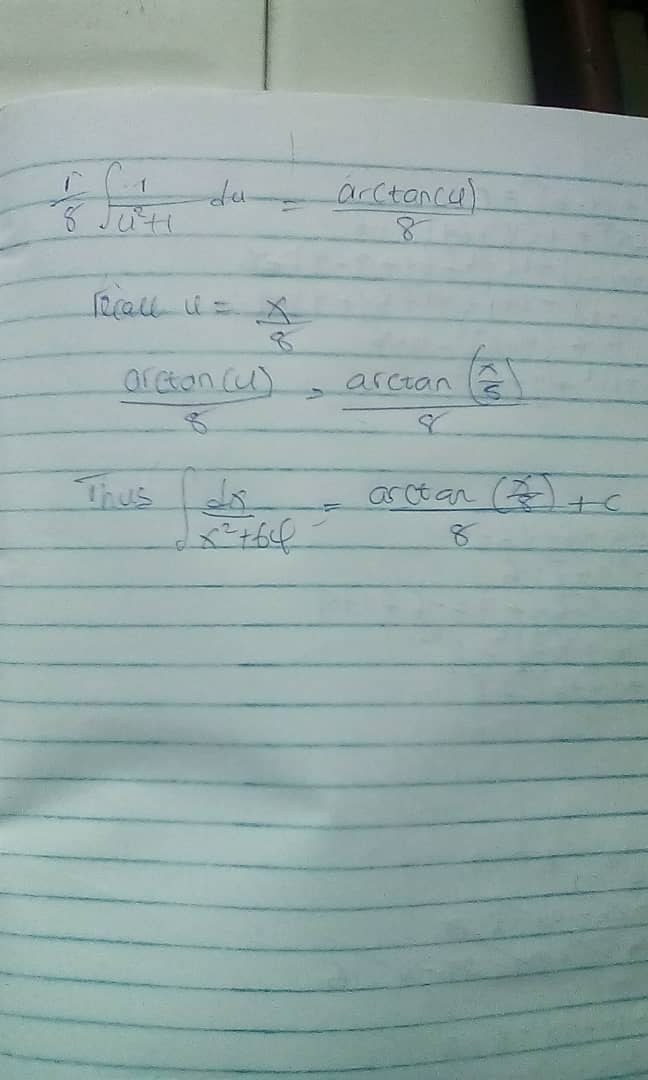 1/8 ∫ 1/(u²+1) du = arctan(u)/8
recall u = x/8
arctan(u)/8 = arctan(x/8)/8
Thus ∫ dx/(x²+64) = arctan(x/8)/8 + c